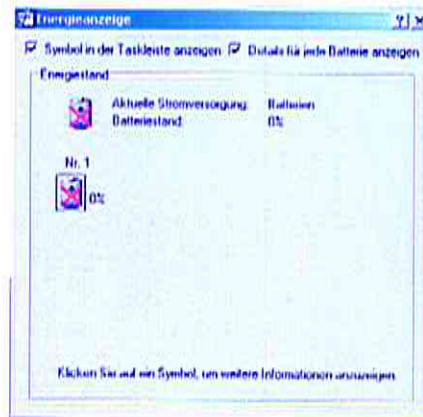 Energieanzeige
Symbol in der Taskleiste anzeigen Details für jede Batterie anzeigen
Energiestand
Aktuelle Stromversorgung: Batterien
Batteriestand: 0%
Nr. 1
0%
Klicken Sie auf ein Symbol, um weitere Informationen anzuzeigen